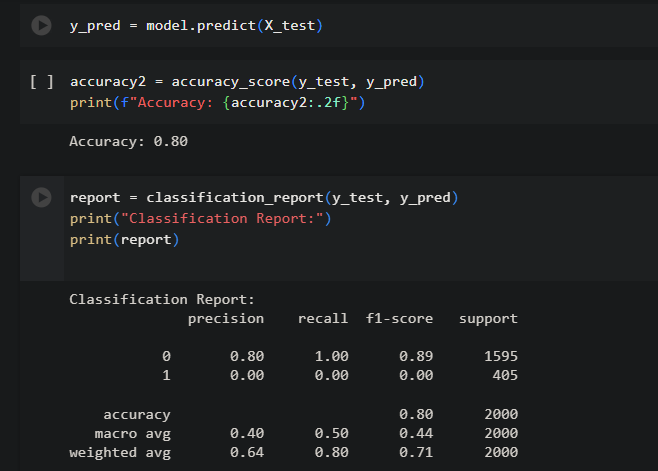 y_pred = model.predict(X_test)
[ ] accuracy2 = accuracy_score(y_test, y_pred)
print(f"Accuracy: {accuracy2:.2f}")
Accuracy: 0.80
report = classification_report(y_test, y_pred)
print("Classification Report:")
print(report)
Classification Report:
precision recall f1-score support
0 0.80 1.00 0.89 1595
1 0.00 0.00 0.00 405
accuracy 0.80 2000
macro avg 0.40 0.50 0.44 2000
weighted avg 0.64 0.80 0.71 2000